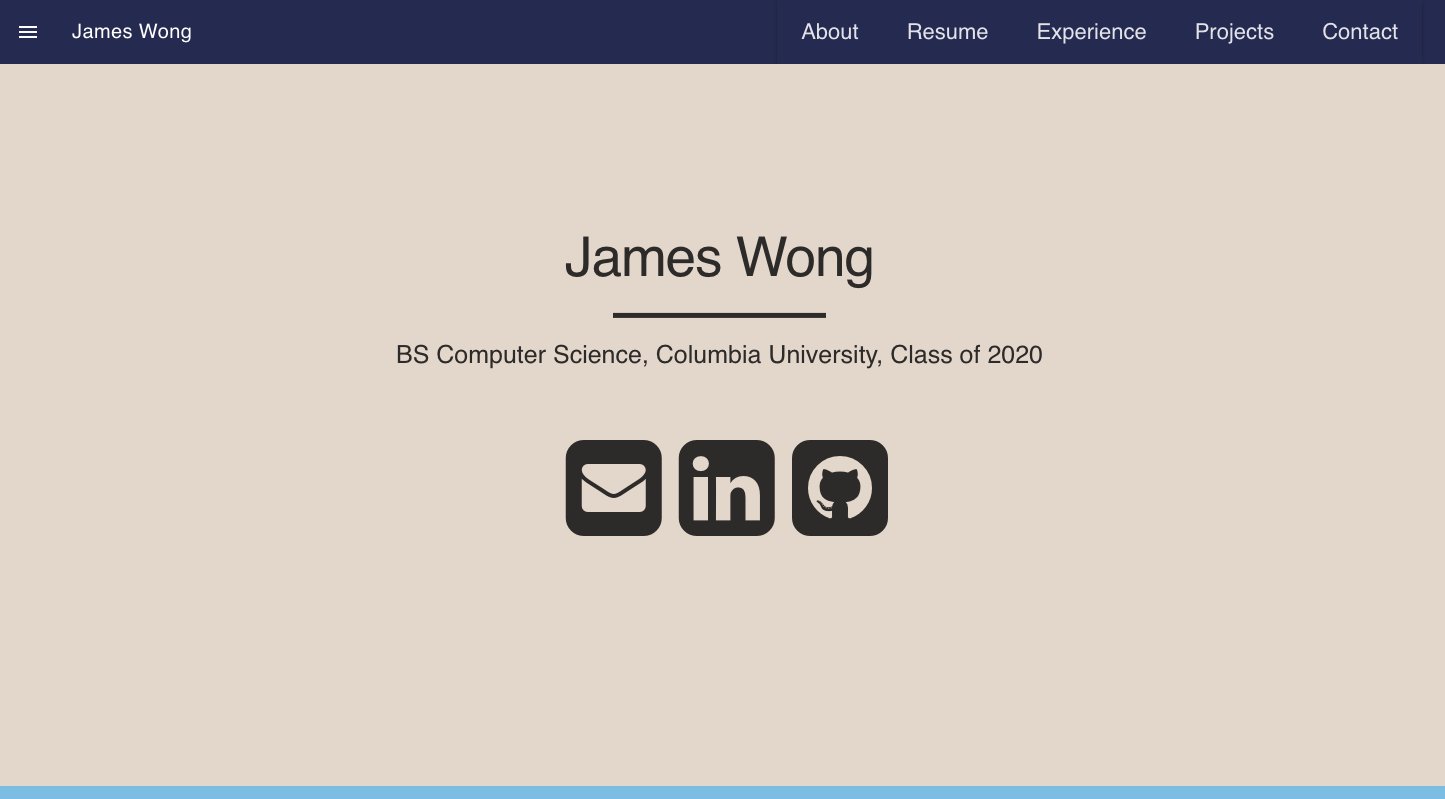 James Wong
About Resume Experience Projects Contact
James Wong
BS Computer Science, Columbia University, Class of 2020
in